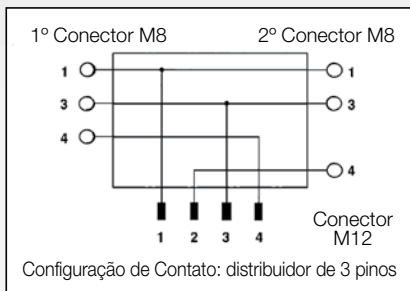 1º Conector M8 2º Conector M8
1 1
3 3
4
4
1 2 3 4
Conector
M12
Configuração de Contato: distribuidor de 3 pinos